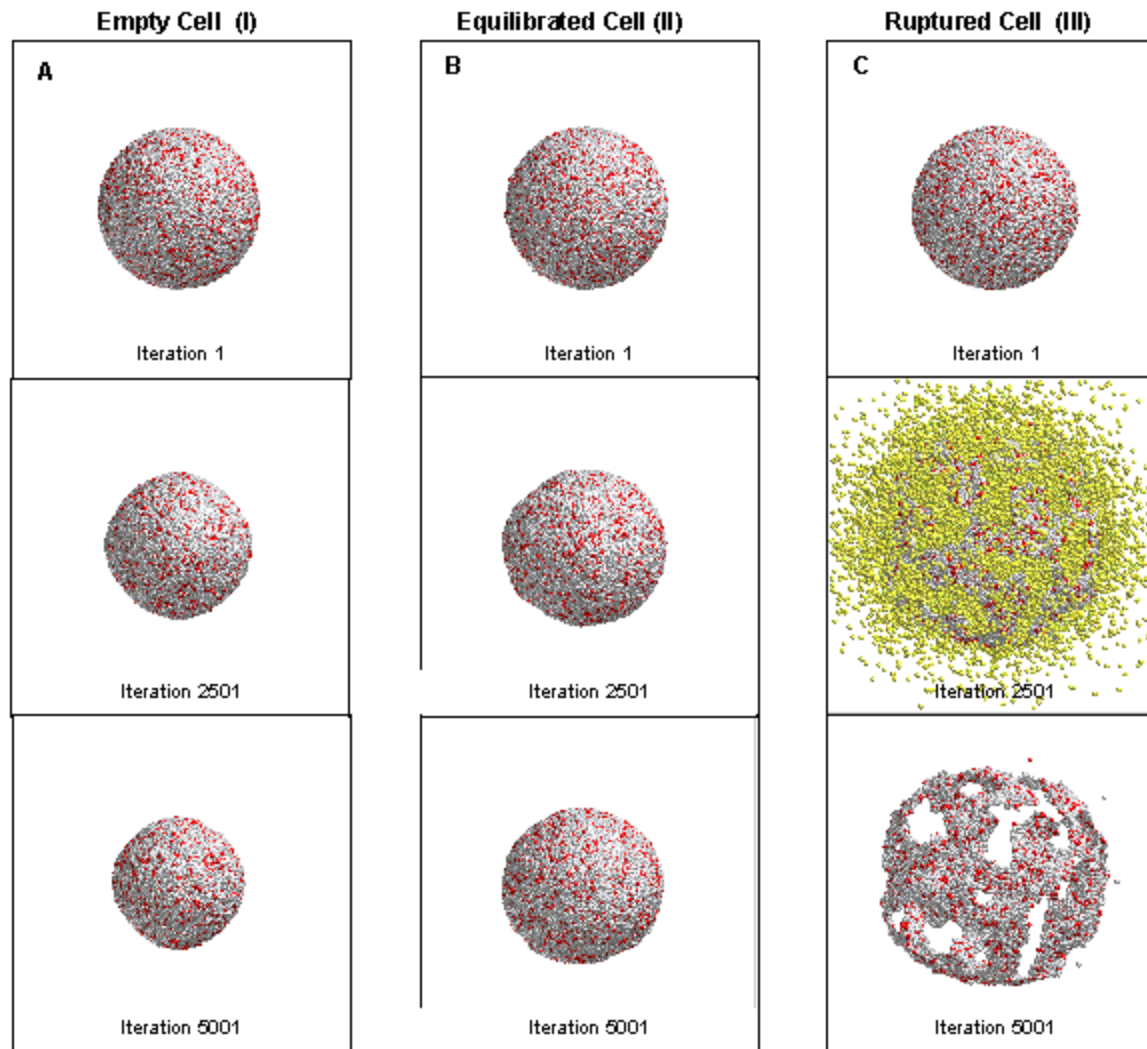 Empty Cell (I)
Equilibrated Cell (II)
Ruptured Cell (III)
A
B
C
Iteration 1
Iteration 1
Iteration 1
Iteration 2501
Iteration 2501
Iteration 2501
Iteration 5001
Iteration 5001
Iteration 5001